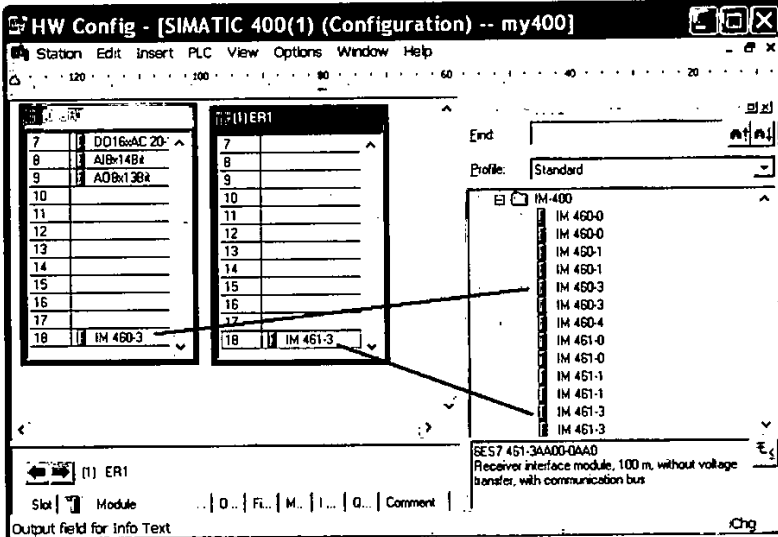 HW Config - [SIMATIC 400(1) (Configuration) -- my400]
Station Edit Insert PLC View Options Window Help
120 100 80 60 40 20
7 DO16xAC 20-
8 AI8x14Bit
9 AO8x13Bit
10
11
12
13
14
15
16
17
18 IM 460-3
(1) ER1
7
8
9
10
11
12
13
14
15
16
17
18 IM 461-3
Find:
Profile: Standard
IM-400
IM 460-0
IM 460-0
IM 460-1
IM 460-1
IM 460-3
IM 460-3
IM 460-4
IM 461-0
IM 461-0
IM 461-1
IM 461-1
IM 461-3
IM 461-3
6ES7 461-3AA00-0AA0
Receiver interface module, 100 m, without voltage
transfer, with communication bus
(1) ER1
Slot Module ... O... Fi... M... I... Q... Comment
Output field for Info Text
Chg